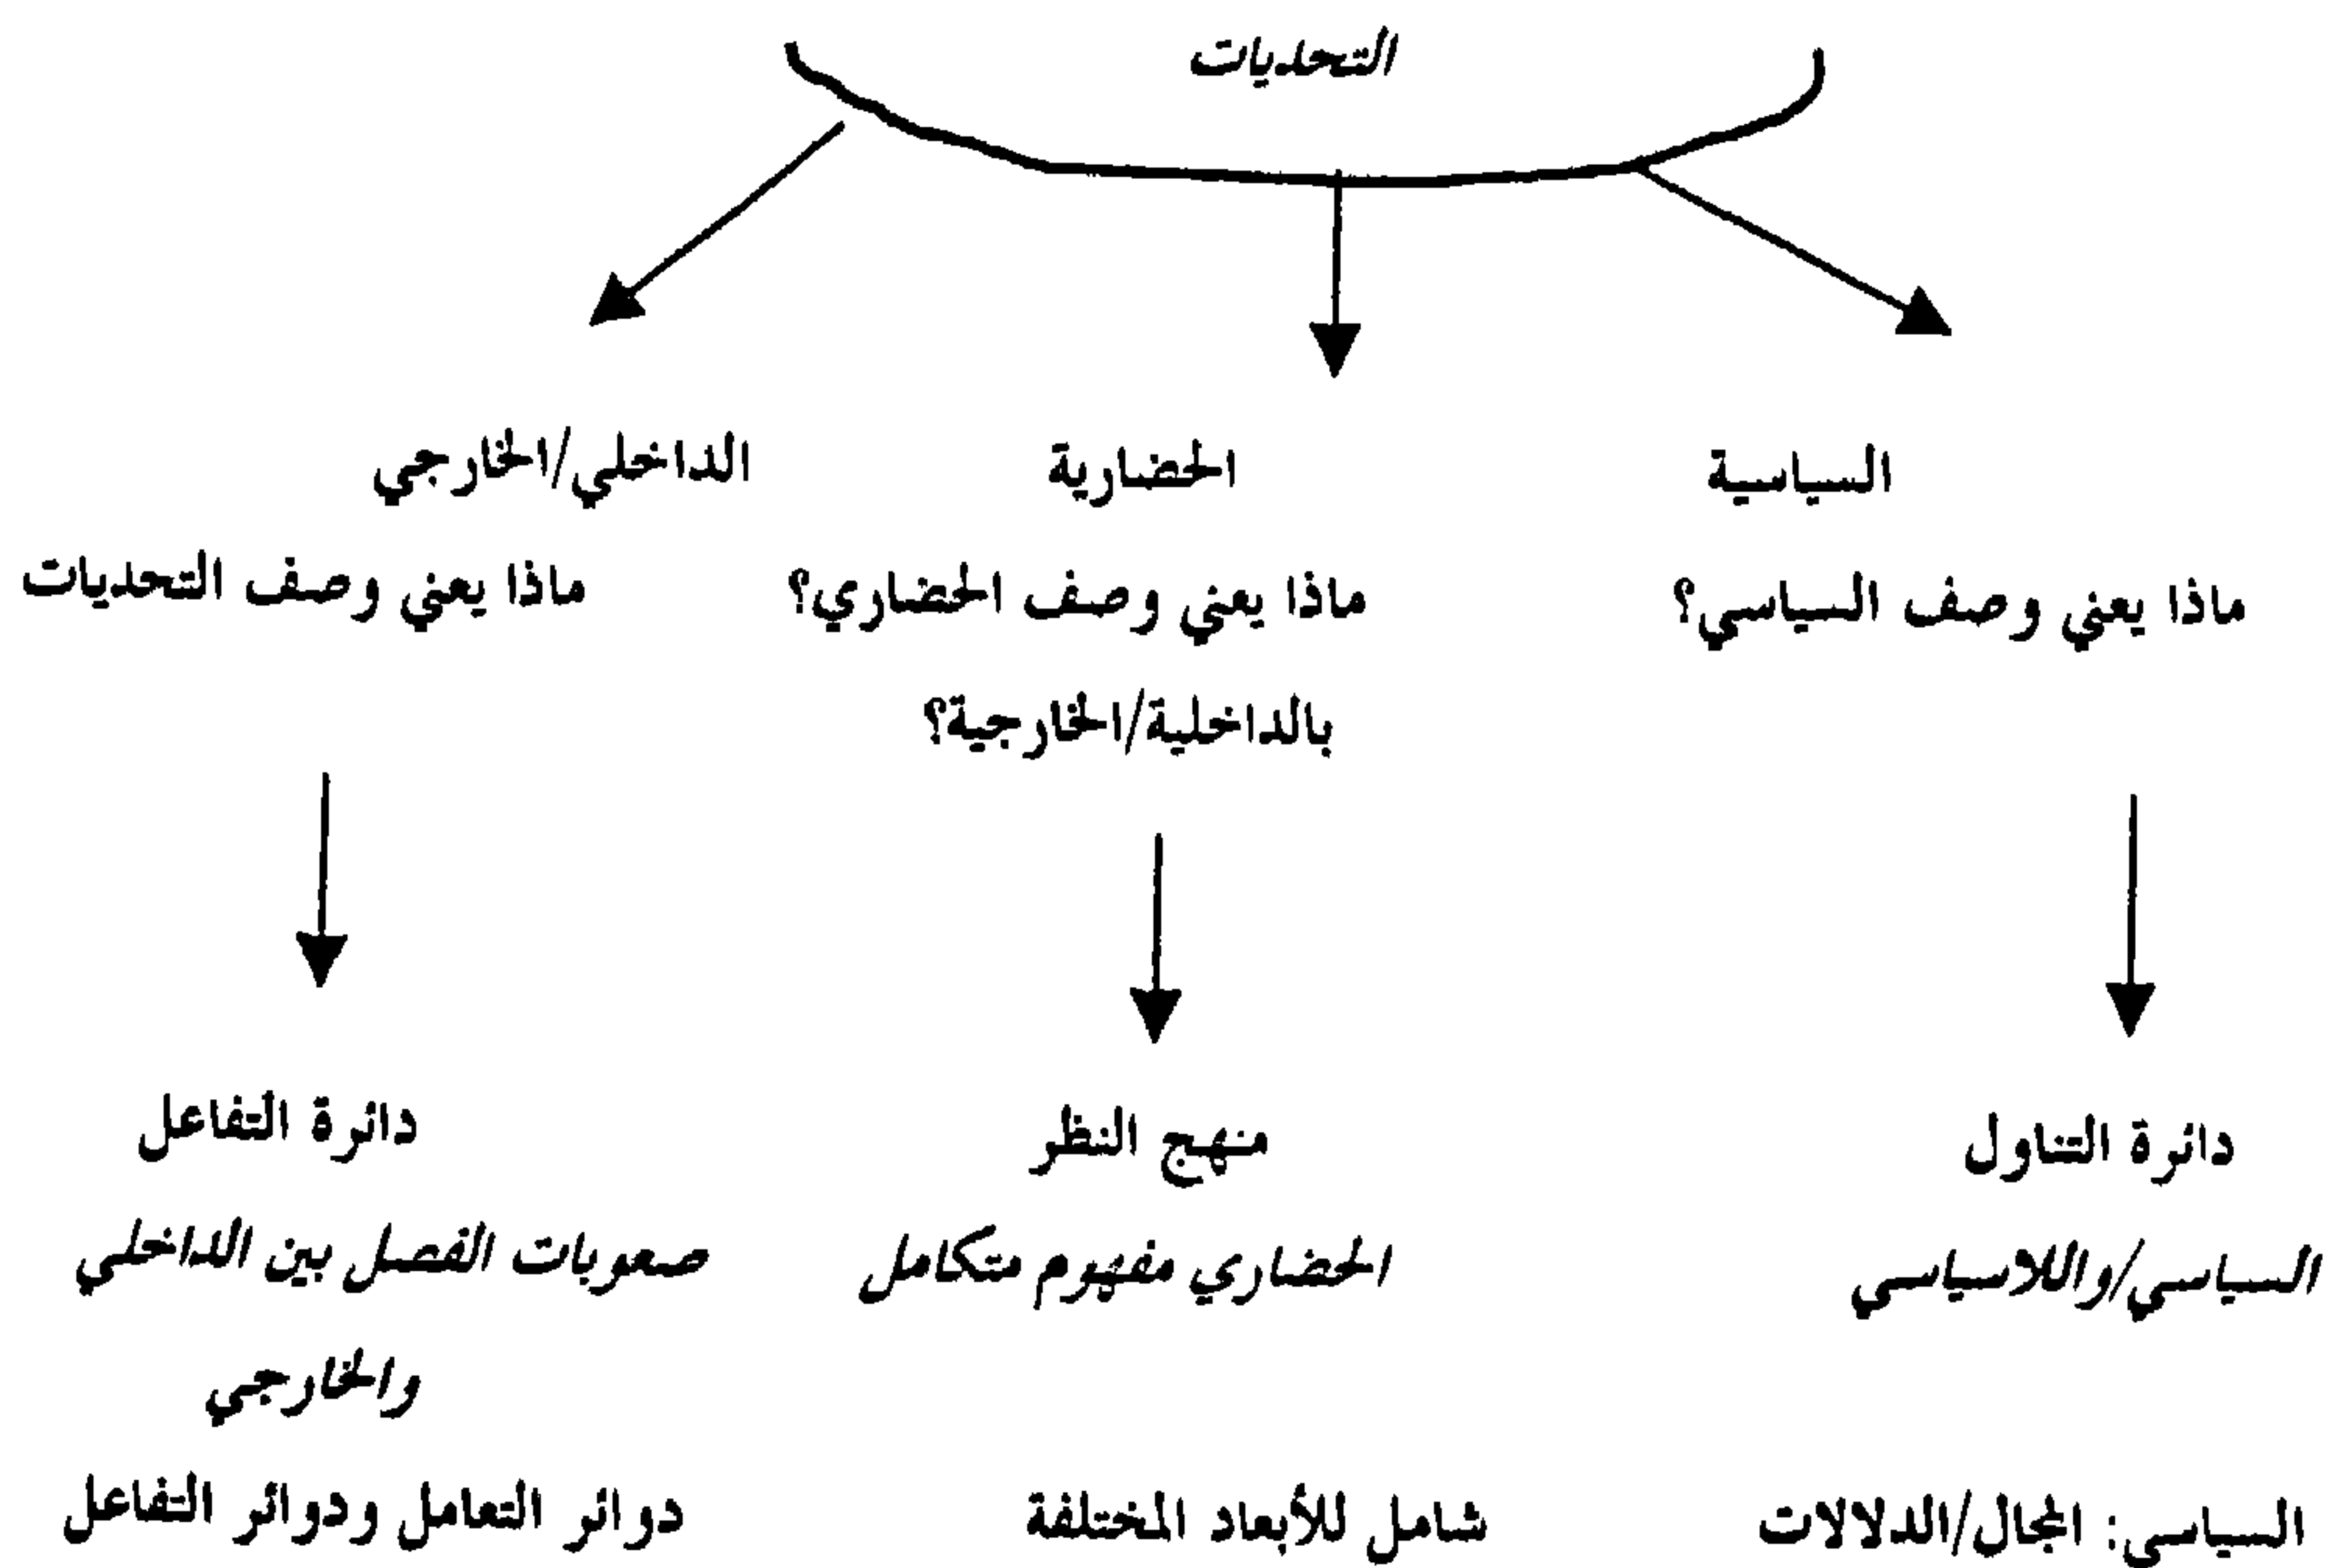 التحديات
السياسية
الحضارية
الداخلي/الخارجي
ماذا يعني وصف السياسي؟
ماذا يعني وصف الحضاري؟
ماذا يعني وصف التحديات
بالداخلية/الخارجية؟
دائرة التناول
منهج النظر
دائرة التفاعل
السياسي/واللاسياسي
الحضاري مفهوم متكامل
صعوبات الفصل بين الداخلي
والخارجي
السياسى: المجال/الدلالات
شامل للأبعاد المختلفة
دوائر التعامل ودوائر التفاعل